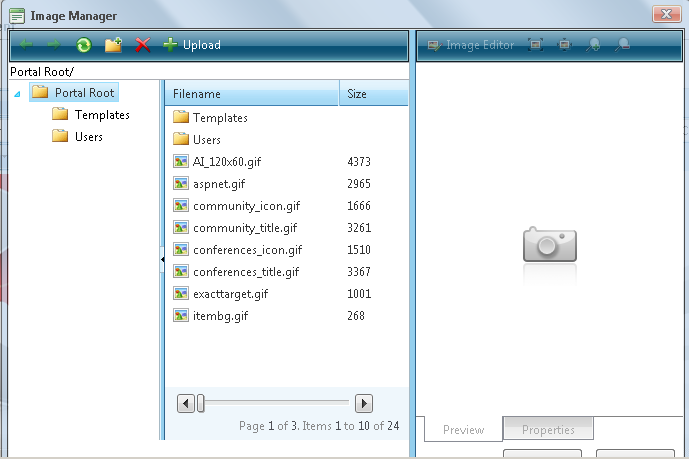 Image Manager
Upload
Image Editor
Portal Root/
Portal Root
Templates
Users
Filename Size
Templates
Users
AI_120x60.gif 4373
aspnet.gif 2965
community_icon.gif 1666
community_title.gif 3261
conferences_icon.gif 1510
conferences_title.gif 3367
exacttarget.gif 1001
itembg.gif 268
Page 1 of 3. Items 1 to 10 of 24
Preview Properties